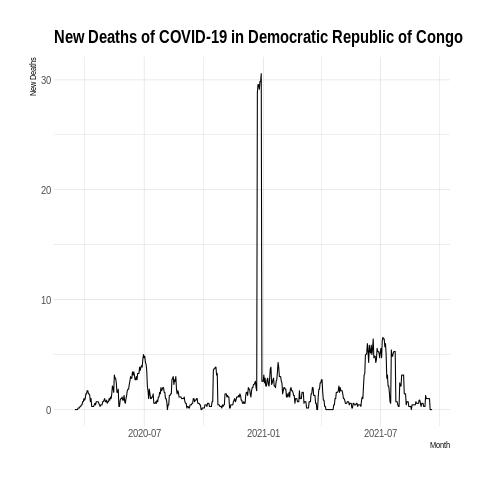 New Deaths of COVID-19 in Democratic Republic of Congo
New Deaths
30
20
10
0
2020-07 2021-01 2021-07
Month